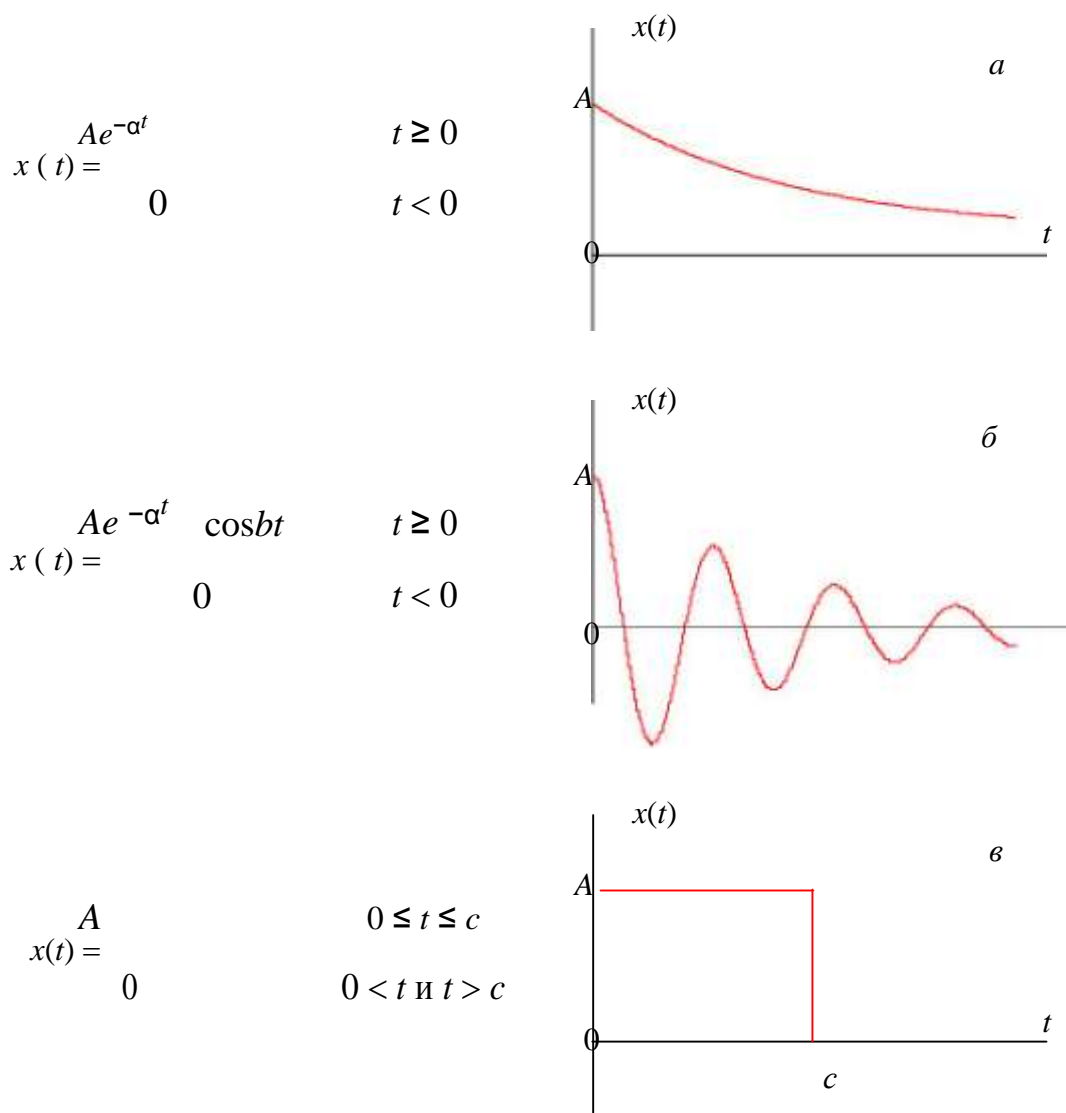 x(t)
а
A
Ae^−αt t ≥ 0
x ( t) =
0 t < 0
t
0
x(t)
б
A
Ae ^−αt cosbt t ≥ 0
x ( t) =
0 t < 0
0
x(t)
в
A
A 0 ≤ t ≤ c
x(t) =
0 0 < t и t > c
t
0
c